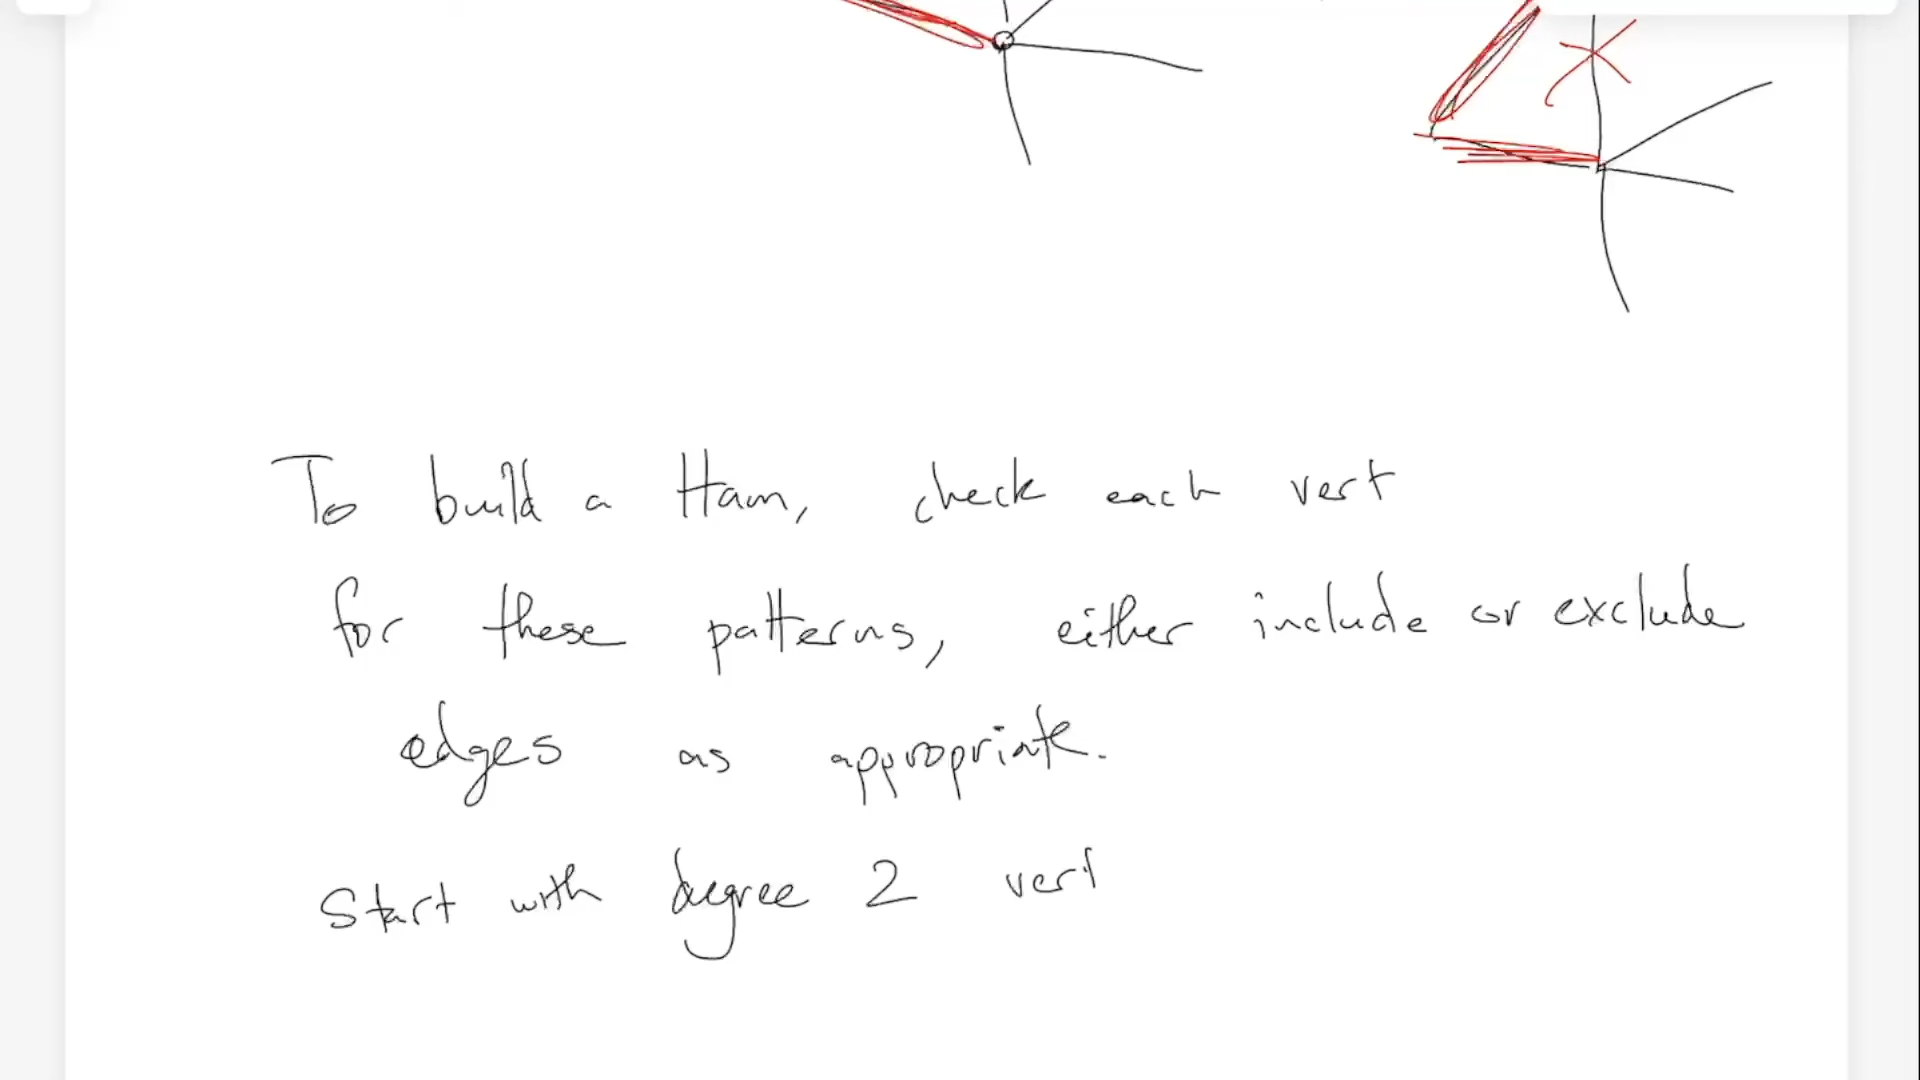 To build a Ham, check each vert
for these patterns, either include or exclude
edges as appropriate.
Start with degree 2 vert